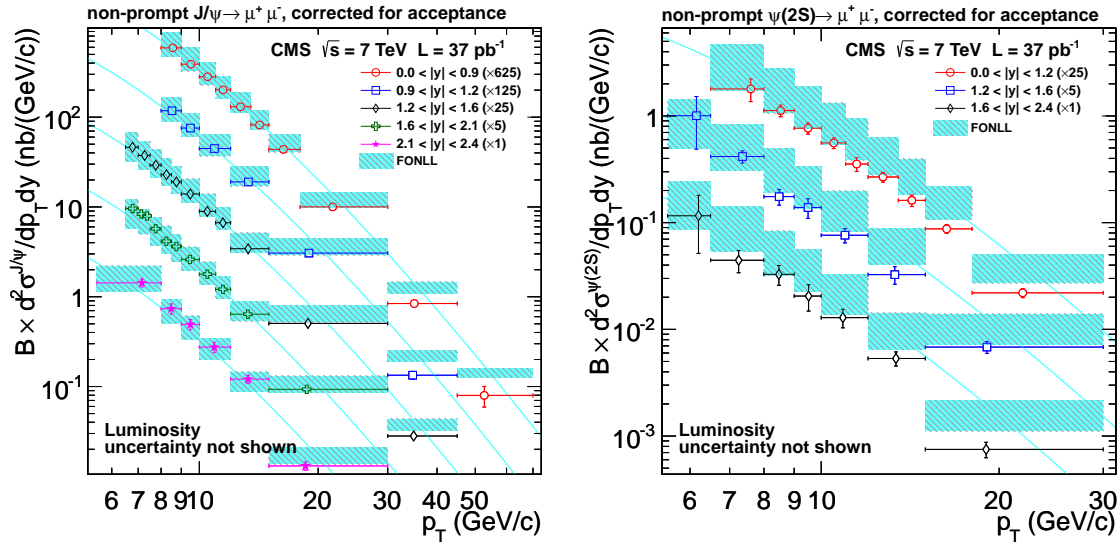 non-prompt J/ψ→ μ⁺ μ⁻, corrected for acceptance
CMS √s = 7 TeV L = 37 pb⁻¹
0.0 < |y| < 0.9 (×625)
0.9 < |y| < 1.2 (×125)
1.2 < |y| < 1.6 (×25)
1.6 < |y| < 2.1 (×5)
2.1 < |y| < 2.4 (×1)
FONLL
B × d²σ^J/ψ/dp_T dy (nb/(GeV/c))
10²
10
1
10⁻¹
Luminosity
uncertainty not shown
6 7 8 910 20 30 40 50
p_T (GeV/c)
non-prompt ψ(2S)→ μ⁺ μ⁻, corrected for acceptance
CMS √s = 7 TeV L = 37 pb⁻¹
0.0 < |y| < 1.2 (×25)
1.2 < |y| < 1.6 (×5)
1.6 < |y| < 2.4 (×1)
FONLL
B × d²σ^ψ(2S)/dp_T dy (nb/(GeV/c))
1
10⁻¹
10⁻²
10⁻³
Luminosity
uncertainty not shown
6 7 8 9 10 20 30
p_T (GeV/c)